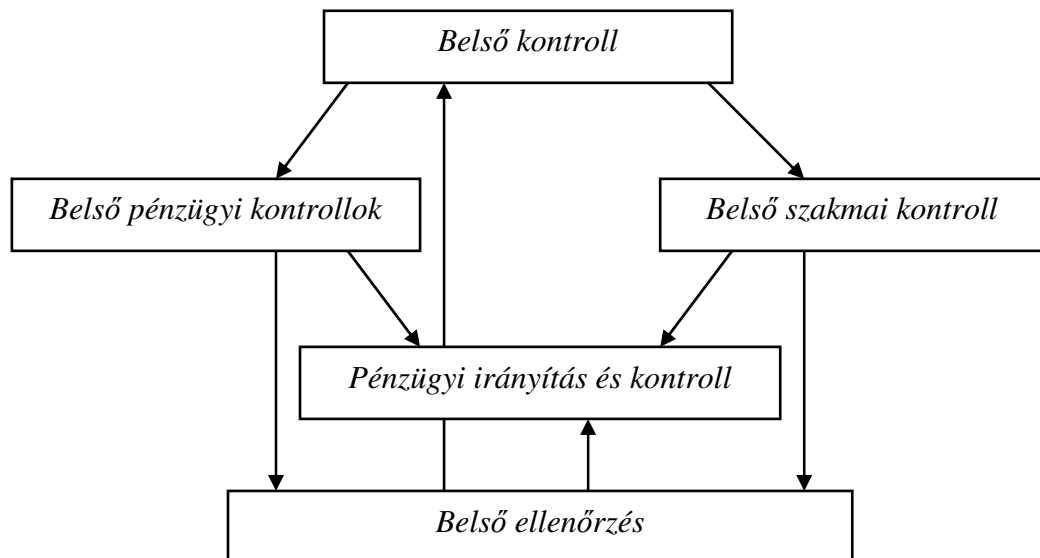 Belső kontroll
Belső pénzügyi kontrollok
Belső szakmai kontroll
Pénzügyi irányítás és kontroll
Belső ellenőrzés